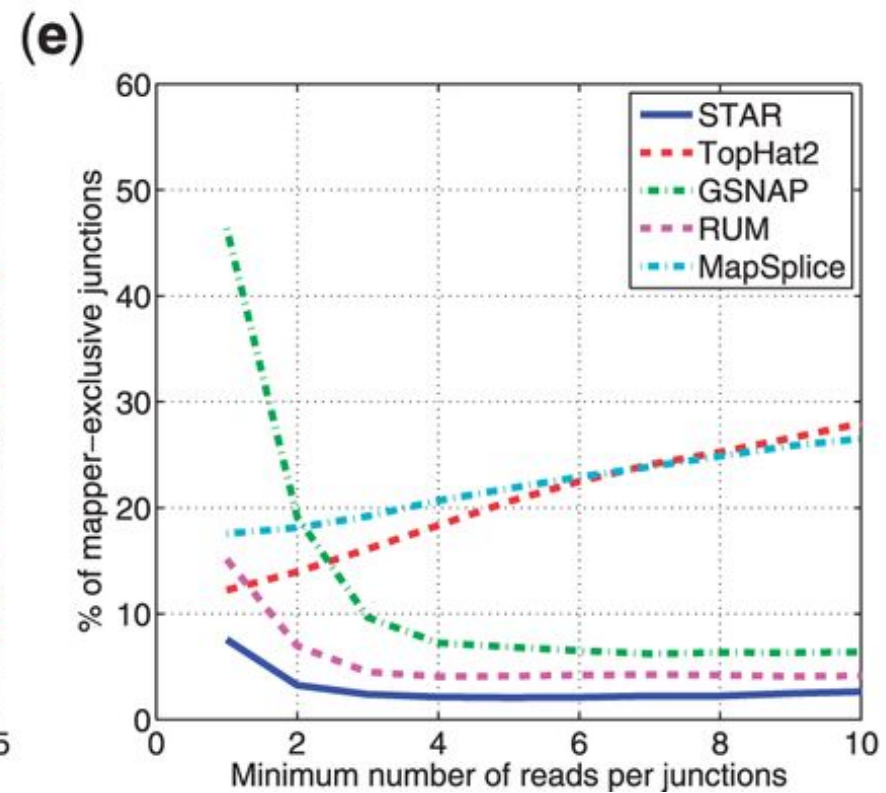 (e)
60
50
40
30
20
10
0
% of mapper–exclusive junctions
STAR
TopHat2
GSNAP
RUM
MapSplice
5
0 2 4 6 8 10
Minimum number of reads per junctions